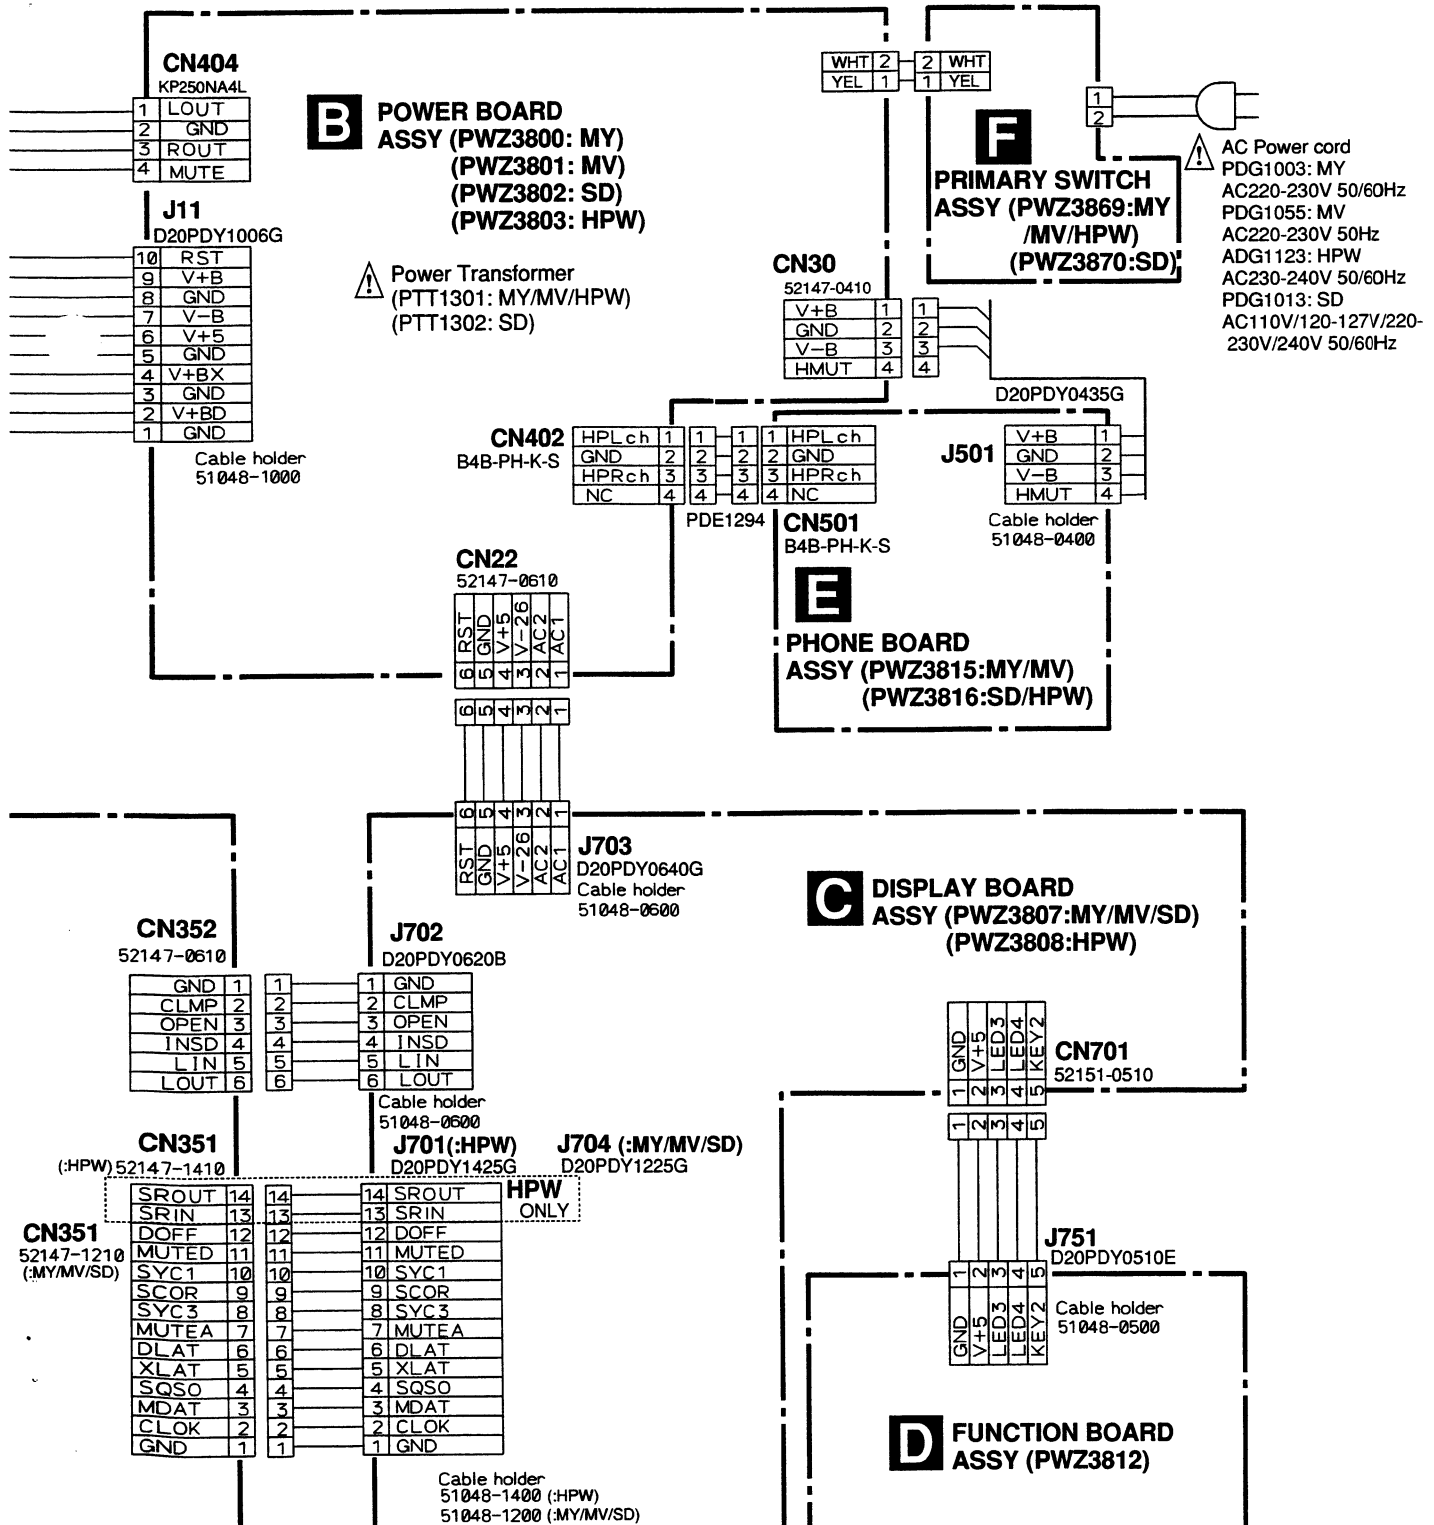 CN404
KP250NA4L
1 LOUT
2 GND
3 ROUT
4 MUTE
J11
D20PDY1006G
10 RST
9 V+B
8 GND
7 V-B
6 V+5
5 GND
4 V+BX
3 GND
2 V+BD
1 GND
Cable holder
51048-1000
B POWER BOARD
ASSY (PWZ3800: MY)
(PWZ3801: MV)
(PWZ3802: SD)
(PWZ3803: HPW)
! Power Transformer
(PTT1301: MY/MV/HPW)
(PTT1302: SD)
WHT 2 2 WHT
YEL 1 1 YEL
F
PRIMARY SWITCH
ASSY (PWZ3869:MY
/MV/HPW)
(PWZ3870:SD)
1
2
! AC Power cord
PDG1003: MY
AC220-230V 50/60Hz
PDG1055: MV
AC220-230V 50Hz
ADG1123: HPW
AC230-240V 50/60Hz
PDG1013: SD
AC110V/120-127V/220-
230V/240V 50/60Hz
CN30
52147-0410
V+B 1 1
GND 2 2
V-B 3 3
HMUT 4 4
D20PDY0435G
CN402
B4B-PH-K-S
HPLch 1 1 1 1 HPLch
GND 2 2 2 2 GND
HPRch 3 3 3 3 HPRch
NC 4 4 4 4 NC
PDE1294
CN501
B4B-PH-K-S
J501
V+B 1
GND 2
V-B 3
HMUT 4
Cable holder
51048-0400
E
PHONE BOARD
ASSY (PWZ3815:MY/MV)
(PWZ3816:SD/HPW)
CN22
52147-0610
RST GND V+5 V-26 AC2 AC1
6 5 4 3 2 1
6 5 4 3 2 1
6 5 4 3 2 1
RST GND V+5 V-26 AC2 AC1
J703
D20PDY0640G
Cable holder
51048-0600
C DISPLAY BOARD
ASSY (PWZ3807:MY/MV/SD)
(PWZ3808:HPW)
CN352
52147-0610
J702
D20PDY0620B
GND 1 1 1 GND
CLMP 2 2 2 CLMP
OPEN 3 3 3 OPEN
INSD 4 4 4 INSD
LIN 5 5 5 LIN
LOUT 6 6 6 LOUT
Cable holder
51048-0600
CN351
(:HPW) 52147-1410
J701(:HPW)
D20PDY1425G
J704 (:MY/MV/SD)
D20PDY1225G
HPW
ONLY
CN351
52147-1210
(:MY/MV/SD)
SROUT 14 14 14 SROUT
SRIN 13 13 13 SRIN
DOFF 12 12 12 DOFF
MUTED 11 11 11 MUTED
SYC1 10 10 10 SYC1
SCOR 9 9 9 SCOR
SYC3 8 8 8 SYC3
MUTEA 7 7 7 MUTEA
DLAT 6 6 6 DLAT
XLAT 5 5 5 XLAT
SQSO 4 4 4 SQSO
MDAT 3 3 3 MDAT
CLOK 2 2 2 CLOK
GND 1 1 1 GND
Cable holder
51048-1400 (:HPW)
51048-1200 (:MY/MV/SD)
GND V+5 LED3 LED4 KEY2
1 2 3 4 5
CN701
52151-0510
1 2 3 4 5
1 2 3 4 5
GND V+5 LED3 LED4 KEY2
J751
D20PDY0510E
Cable holder
51048-0500
D FUNCTION BOARD
ASSY (PWZ3812)